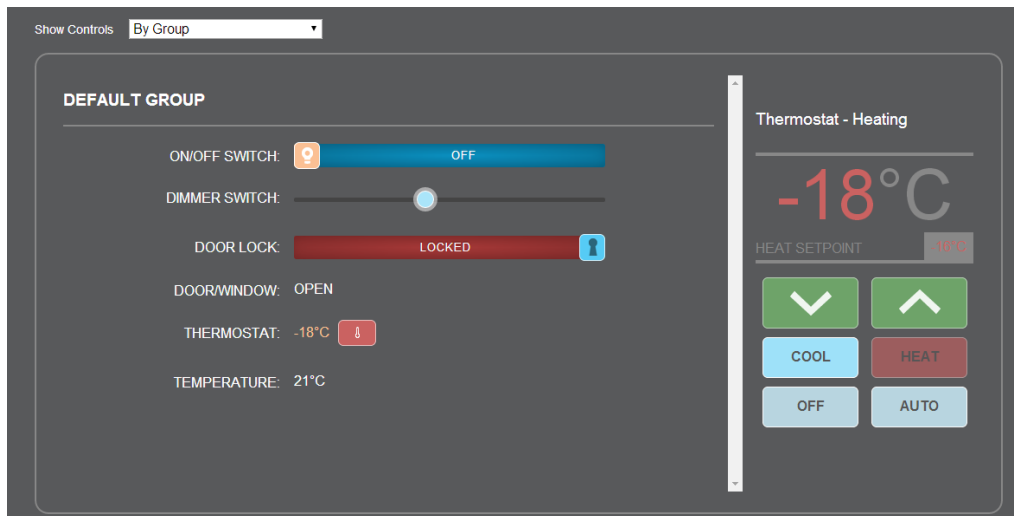 Show Controls By Group
DEFAULT GROUP
ON/OFF SWITCH: OFF
DIMMER SWITCH:
DOOR LOCK: LOCKED
DOOR/WINDOW: OPEN
THERMOSTAT: -18°C
TEMPERATURE: 21°C
Thermostat - Heating
-18°C
HEAT SETPOINT
COOL HEAT
OFF AUTO